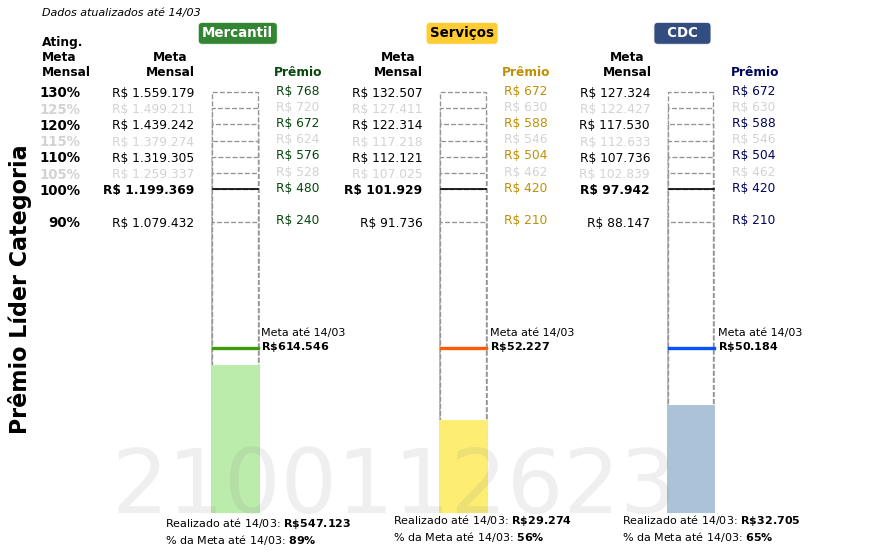 Dados atualizados até 14/03
Mercantil Serviços CDC
Ating.
Meta Meta Meta Meta
Mensal Mensal Prêmio Mensal Prêmio Mensal Prêmio
130% R$ 1.559.179 R$ 768 R$ 132.507 R$ 672 R$ 127.324 R$ 672
125% R$ 1.499.211 R$ 720 R$ 127.411 R$ 630 R$ 122.427 R$ 630
120% R$ 1.439.242 R$ 672 R$ 122.314 R$ 588 R$ 117.530 R$ 588
115% R$ 1.379.274 R$ 624 R$ 117.218 R$ 546 R$ 112.633 R$ 546
110% R$ 1.319.305 R$ 576 R$ 112.121 R$ 504 R$ 107.736 R$ 504
105% R$ 1.259.337 R$ 528 R$ 107.025 R$ 462 R$ 102.839 R$ 462
100% R$ 1.199.369 R$ 480 R$ 101.929 R$ 420 R$ 97.942 R$ 420
90% R$ 1.079.432 R$ 240 R$ 91.736 R$ 210 R$ 88.147 R$ 210
Prêmio Líder Categoria
Meta até 14/03 Meta até 14/03 Meta até 14/03
R$614.546 R$52.227 R$50.184
2100112623
Realizado até 14/03: R$547.123 Realizado até 14/03: R$29.274 Realizado até 14/03: R$32.705
% da Meta até 14/03: 89% % da Meta até 14/03: 56% % da Meta até 14/03: 65%